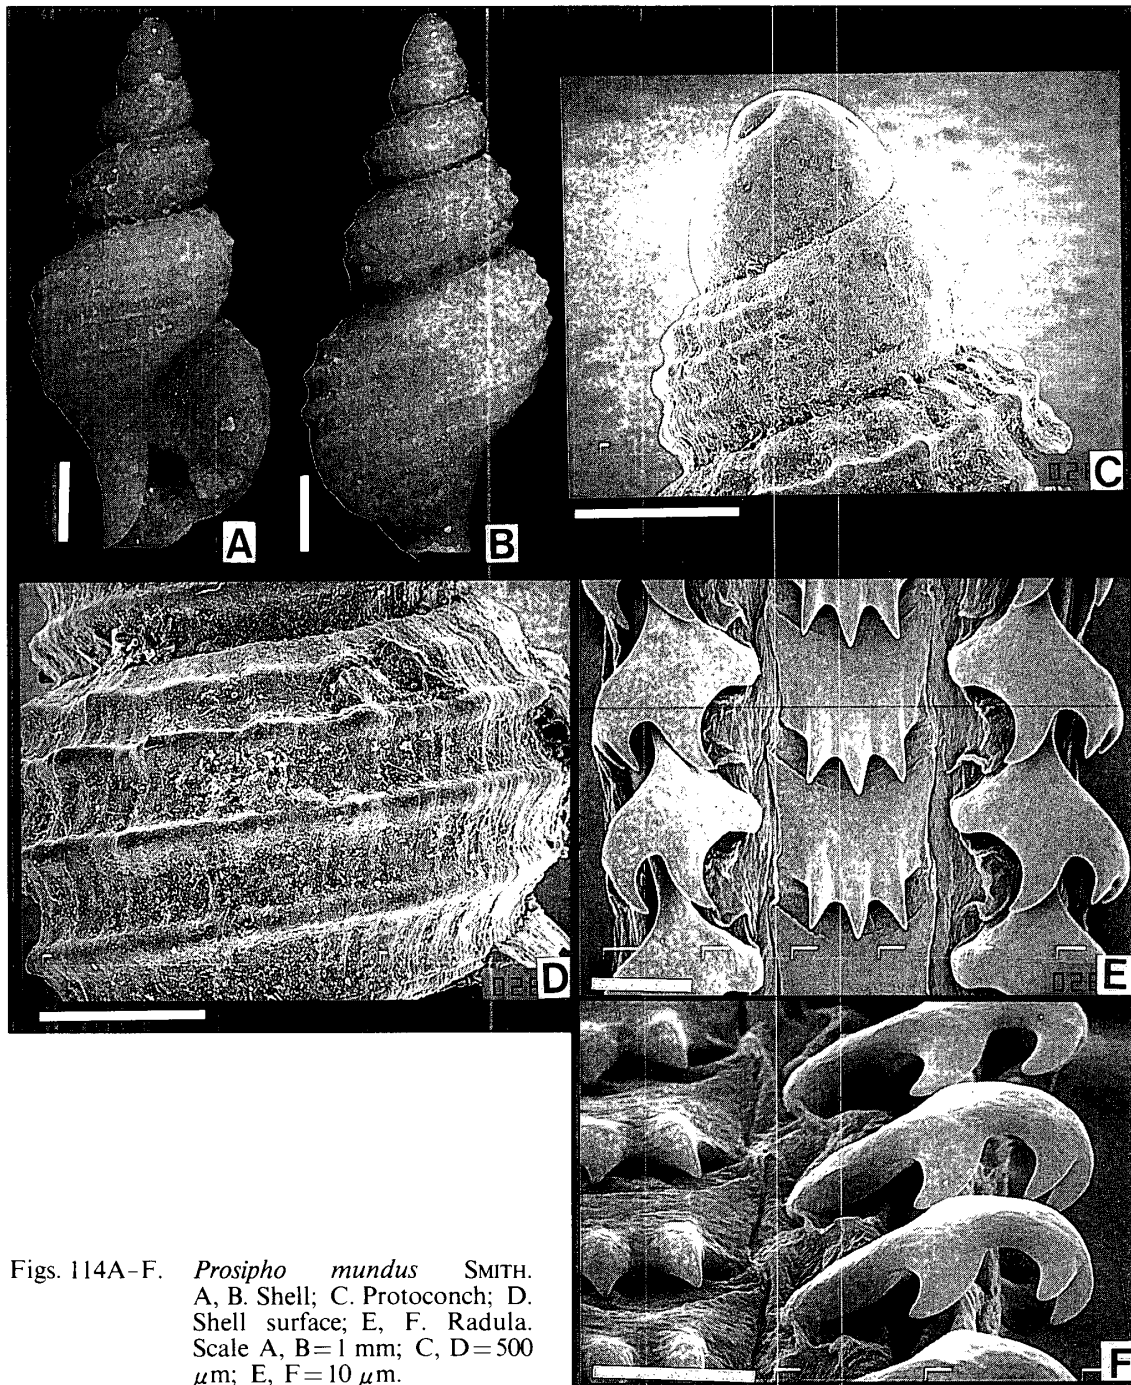 A
B
C
D
E
F
Figs. 114A-F. Prosipho mundus SMITH.
A, B. Shell; C. Protoconch; D.
Shell surface; E, F. Radula.
Scale A, B=1 mm; C, D=500
μm; E, F=10 μm.